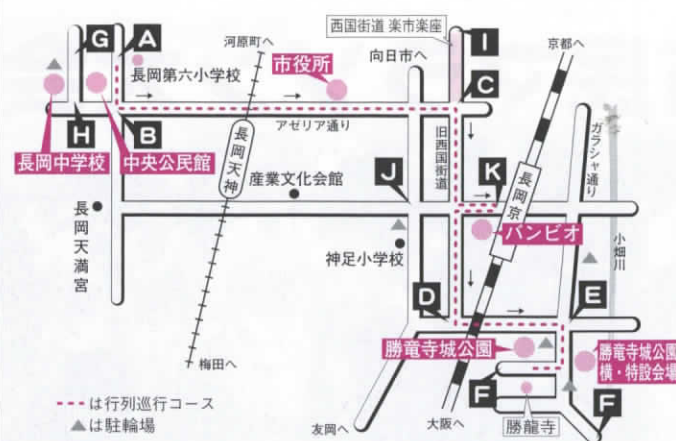 西国街道 楽市楽座
G
A
I
河原町へ
京都へ
長岡第六小学校
市役所
向日市へ
C
アゼリア通り
H
B
長岡中学校
中央公民館
長岡天神
旧西国街道
ガラシャ通り
産業文化会館
J
K
長岡京
長岡天満宮
神足小学校
バンビオ
小畑川
D
E
勝竜寺城公園
勝竜寺城公園
横・特設会場
梅田へ
F
F
は行列巡行コース
は駐輪場
友岡へ
大阪へ
勝龍寺